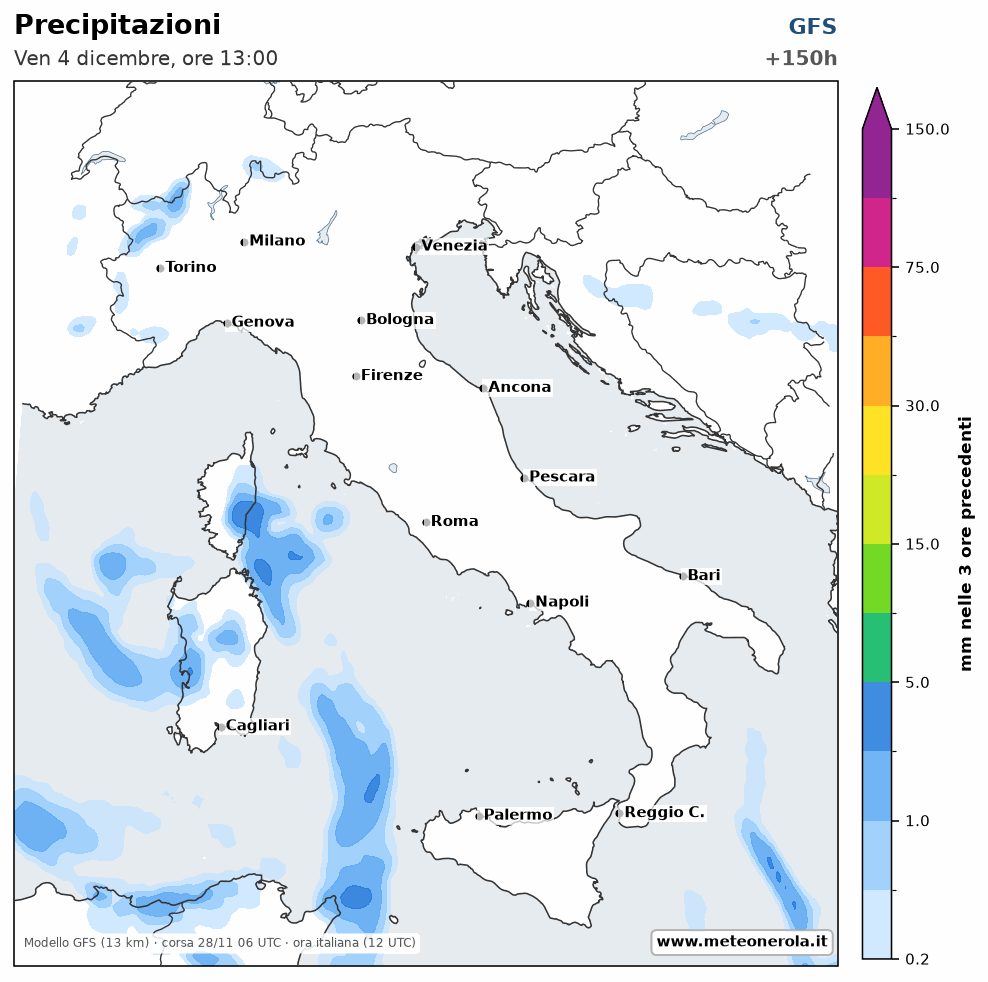 Precipitazioni
GFS
Ven 4 dicembre, ore 13:00
+150h
150.0
75.0
30.0
15.0
5.0
1.0
0.2
mm nelle 3 ore precedenti
Milano
Venezia
Torino
Genova
Bologna
Firenze
Ancona
Pescara
Roma
Bari
Napoli
Cagliari
Palermo
Reggio C.
Modello GFS (13 km) · corsa 28/11 06 UTC · ora italiana (12 UTC)
www.meteonerola.it